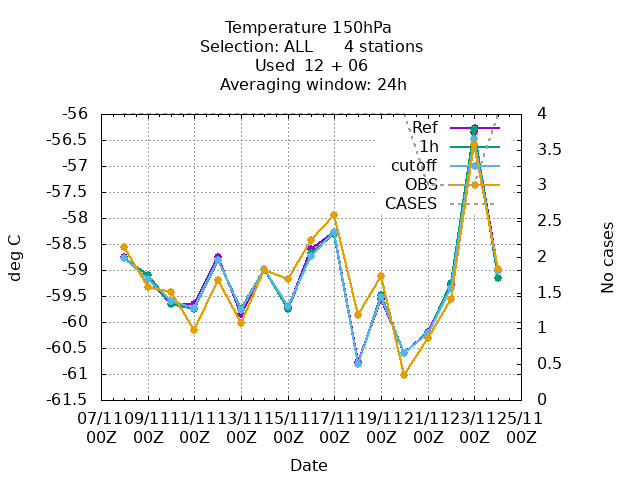 Temperature 150hPa
Selection: ALL      4 stations
Used  12 + 06
Averaging window: 24h
-56
-56.5
-57
-57.5
-58
-58.5
-59
-59.5
-60
-60.5
-61
-61.5
4
3.5
3
2.5
2
1.5
1
0.5
0
Ref
1h
cutoff
OBS
CASES
deg C
No cases
07/11 09/11 11/11 13/11 15/11 17/11 19/11 21/11 23/11 25/11
00Z 00Z 00Z 00Z 00Z 00Z 00Z 00Z 00Z 00Z
Date